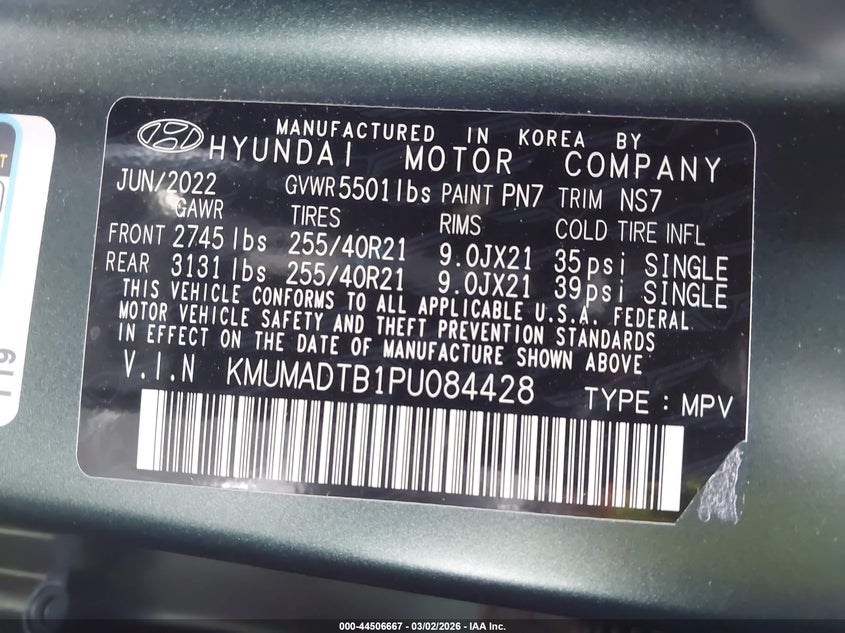 MANUFACTURED IN KOREA BY
HYUNDAI MOTOR COMPANY
JUN/2022 GVWR 5501 lbs PAINT PN7 TRIM NS7
GAWR TIRES RIMS COLD TIRE INFL
FRONT 2745 lbs 255/40R21 9.0JX21 35psi SINGLE
REAR 3131 lbs 255/40R21 9.0JX21 39psi SINGLE
THIS VEHICLE CONFORMS TO ALL APPLICABLE U.S.A. FEDERAL
MOTOR VEHICLE SAFETY AND THEFT PREVENTION STANDARDS
IN EFFECT ON THE DATE OF MANUFACTURE SHOWN ABOVE
V.I.N KMUMADTB1PU084428 TYPE : MPV
000-44506667 - 03/02/2026 - IAA Inc.